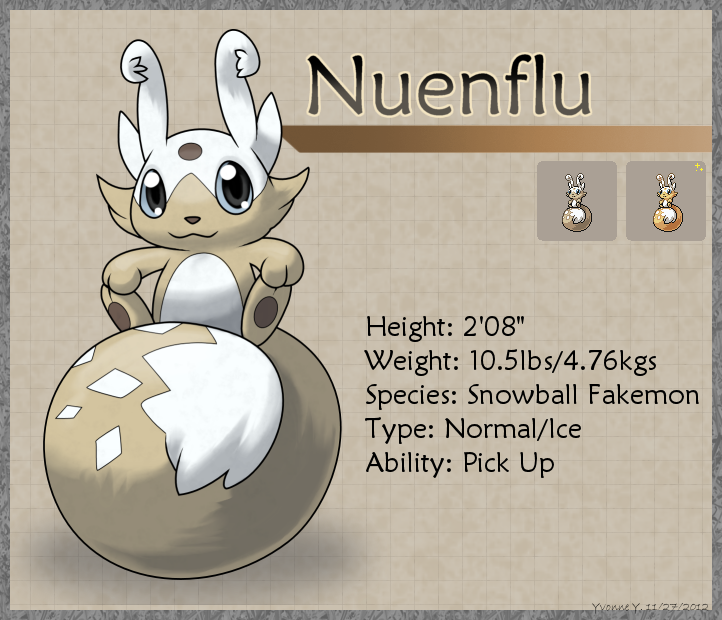 Nuenflu
Height: 2'08"
Weight: 10.5lbs/4.76kgs
Species: Snowball Fakemon
Type: Normal/Ice
Ability: Pick Up
Yvonne Y. 11/27/2012